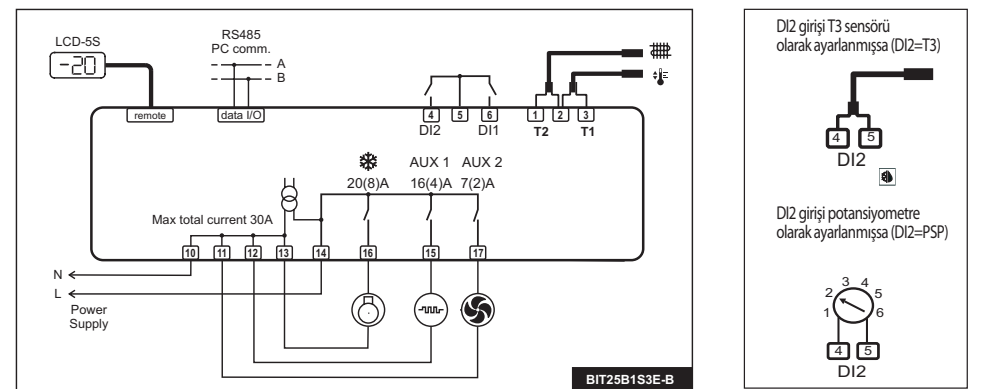 LCD-5S
-20
RS485
PC comm.
A
B
remote
data I/O
4 5 6
DI2 DI1
1 2 3
T2 T1
AUX 1 AUX 2
20(8)A 16(4)A 7(2)A
Max total current 30A
10 11 12 13 14 16 15 17
N
L
Power
Supply
BIT25B1S3E-B
DI2 girişi T3 sensörü
olarak ayarlanmışsa (DI2=T3)
4 5
DI2
DI2 girişi potansiyometre
olarak ayarlanmışsa (DI2=PSP)
1 2 3 4 5 6
4 5
DI2